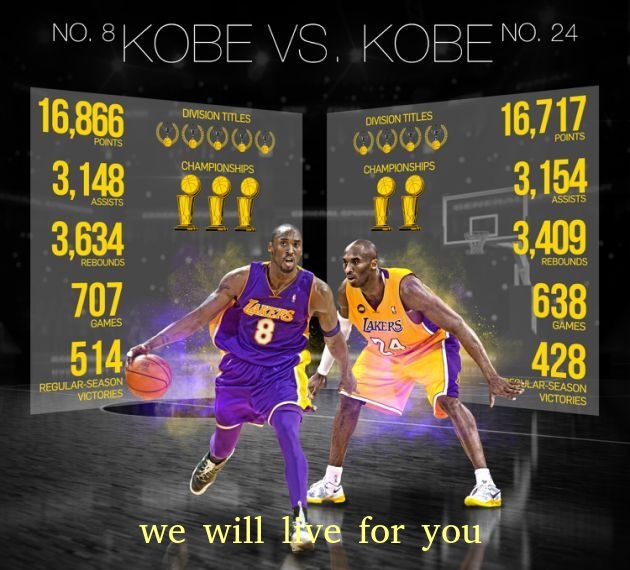 NO. 8 KOBE VS. KOBE NO. 24
16,866
POINTS
3,148
ASSISTS
3,634
REBOUNDS
707
GAMES
514
REGULAR-SEASON
VICTORIES
DIVISION TITLES
CHAMPIONSHIPS
DIVISION TITLES
CHAMPIONSHIPS
16,717
POINTS
3,154
ASSISTS
3,409
REBOUNDS
638
GAMES
428
REGULAR-SEASON
VICTORIES
LAKERS
8
LAKERS
24
we will live for you